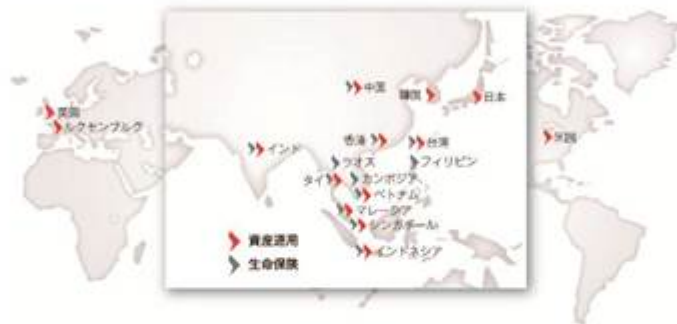 英国
ルクセンブルグ
中国
韓国
日本
香港
台湾
インド
ラオス
フィリピン
タイ
カンボジア
ベトナム
マレーシア
シンガポール
インドネシア
米国
資産運用
生命保険